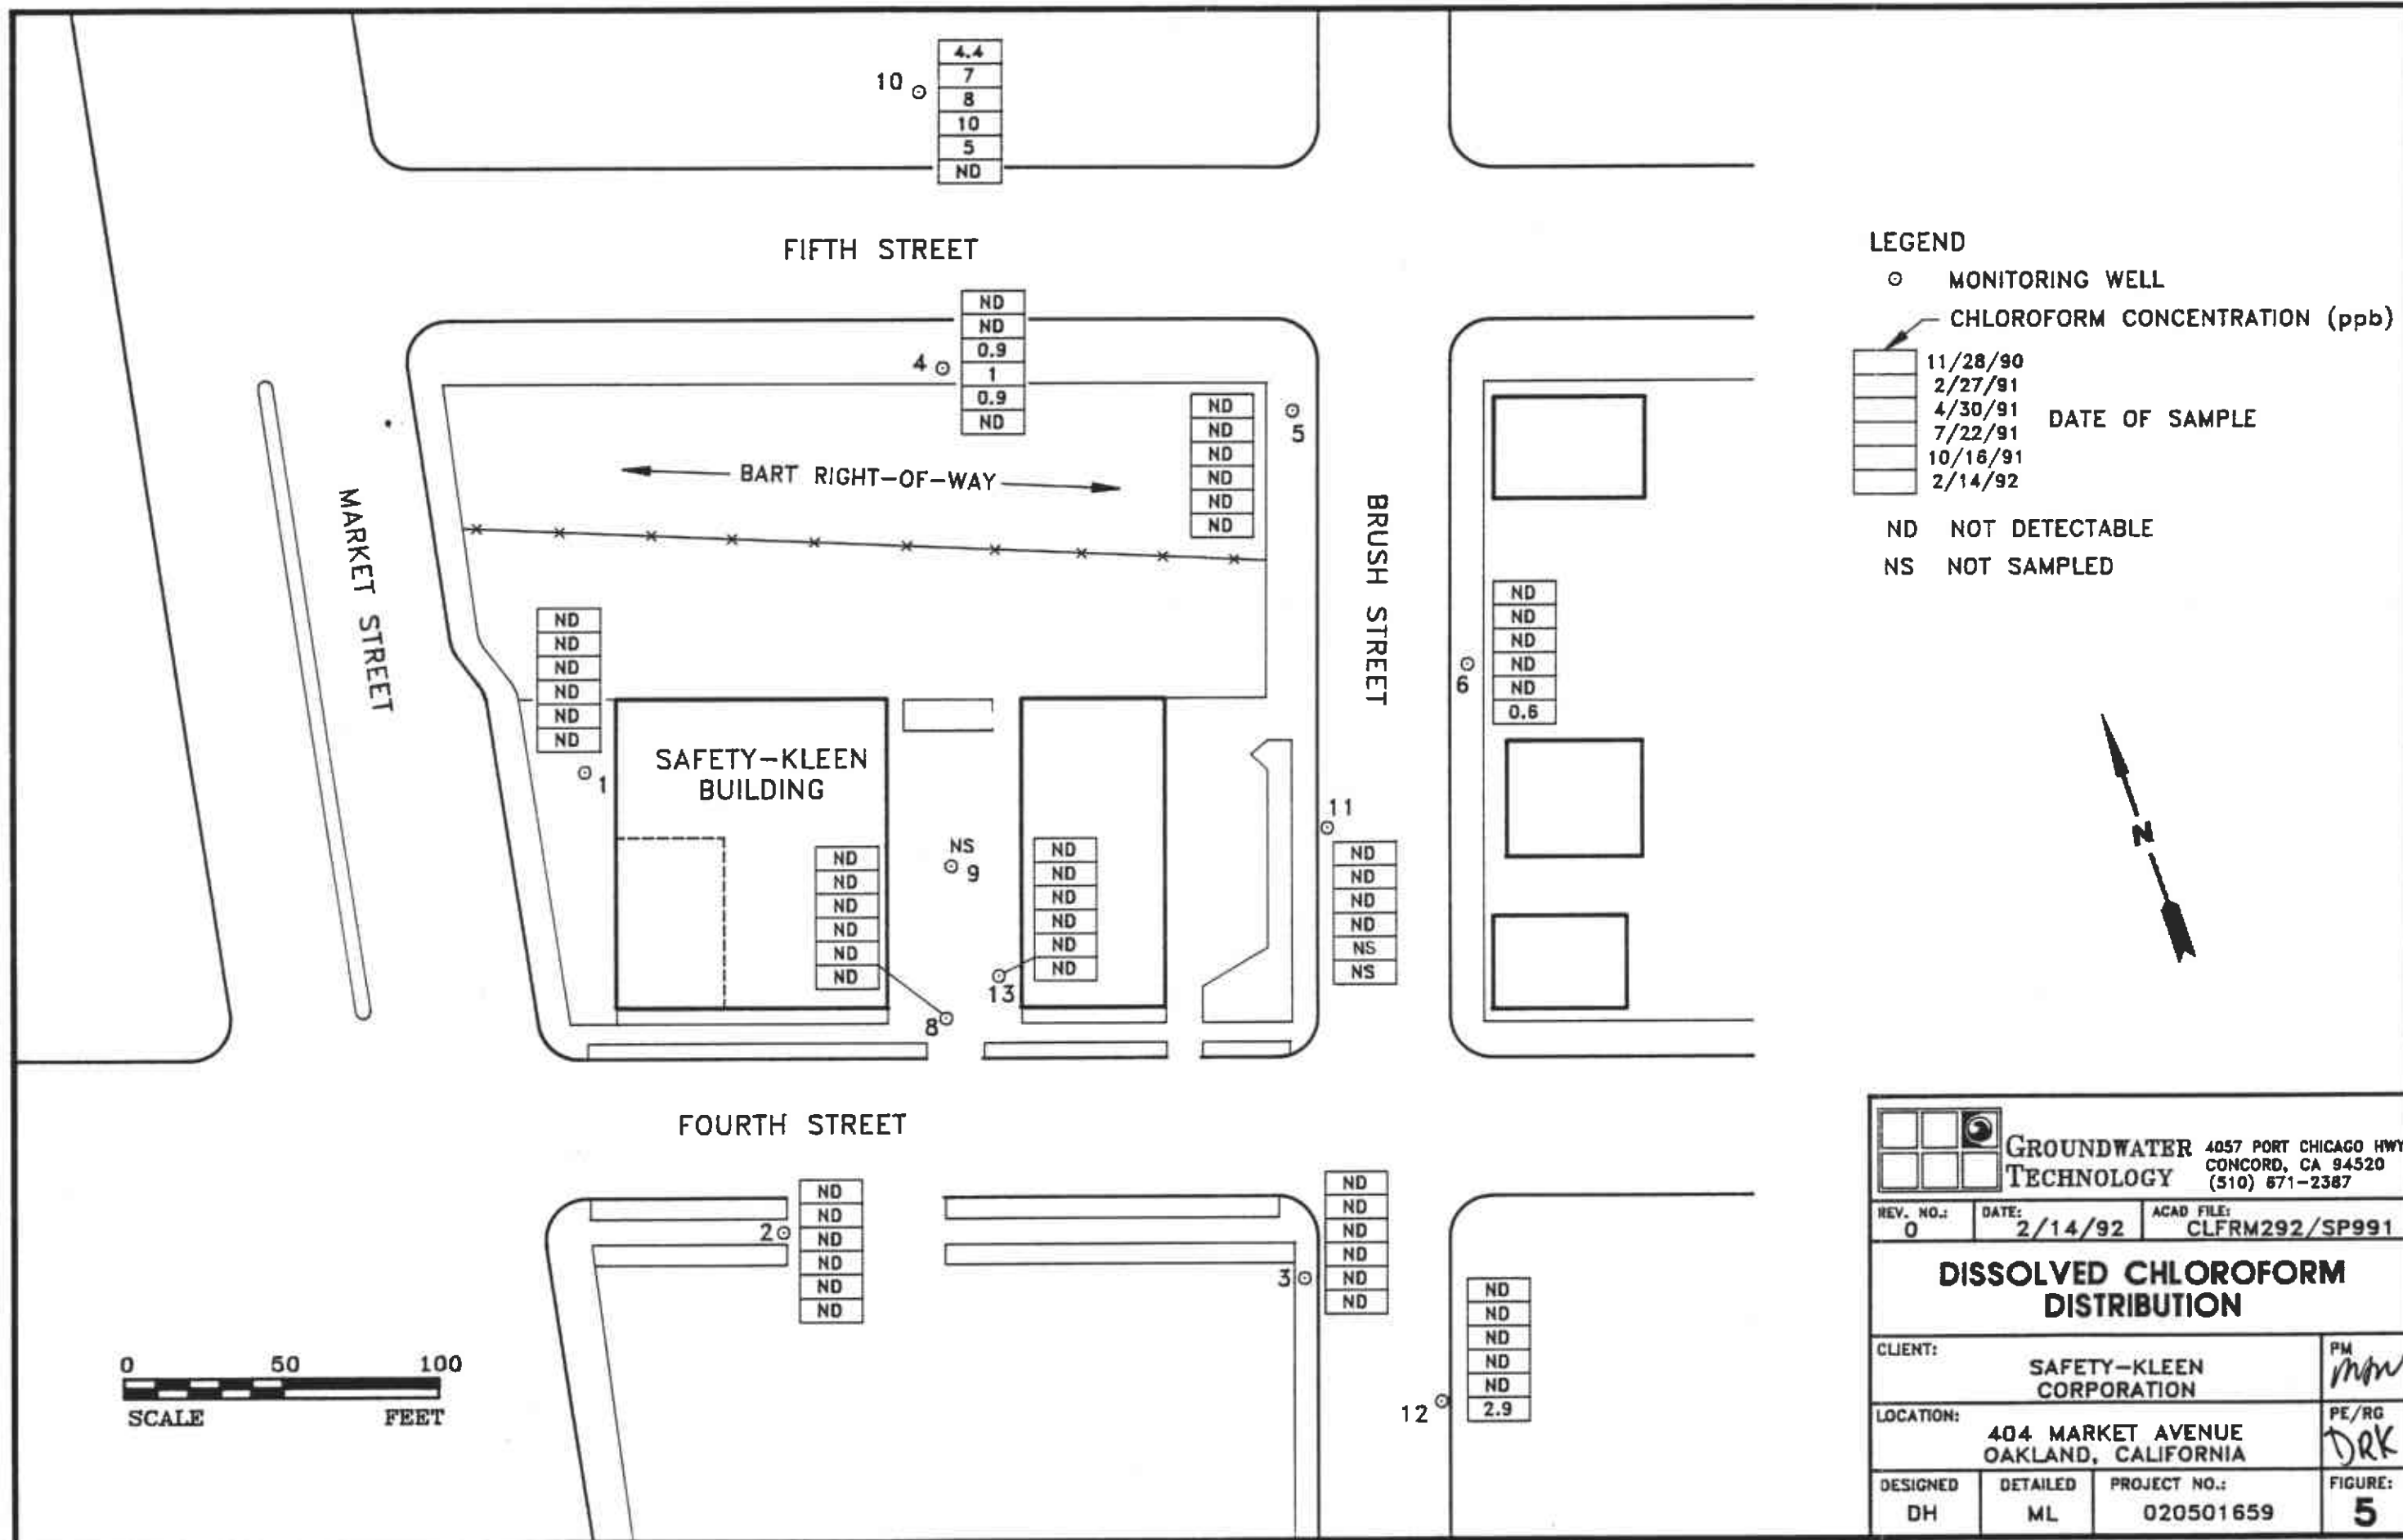 10
4.4
7
8
10
5
ND
FIFTH STREET
4
ND
ND
0.9
1
0.9
ND
ND
ND
ND
ND
ND
ND
5
BART RIGHT-OF-WAY
MARKET STREET
BRUSH STREET
ND
ND
ND
ND
ND
ND
1
SAFETY-KLEEN
BUILDING
ND
ND
ND
ND
ND
ND
8
NS
9
ND
ND
ND
ND
ND
ND
13
6
ND
ND
ND
ND
ND
0.6
11
ND
ND
ND
ND
NS
NS
FOURTH STREET
2
ND
ND
ND
ND
ND
ND
3
ND
ND
ND
ND
ND
ND
12
ND
ND
ND
ND
ND
2.9
0 50 100
SCALE FEET
LEGEND
MONITORING WELL
CHLOROFORM CONCENTRATION (ppb)
11/28/90
2/27/91
4/30/91
7/22/91
10/16/91
2/14/92
DATE OF SAMPLE
ND NOT DETECTABLE
NS NOT SAMPLED
N
GROUNDWATER
TECHNOLOGY
4057 PORT CHICAGO HWY
CONCORD, CA 94520
(510) 671-2387
REV. NO.:
0
DATE:
2/14/92
ACAD FILE:
CLFRM292/SP991
DISSOLVED CHLOROFORM
DISTRIBUTION
CLIENT:
SAFETY-KLEEN
CORPORATION
PM
LOCATION:
404 MARKET AVENUE
OAKLAND, CALIFORNIA
PE/RG
DRK
DESIGNED
DH
DETAILED
ML
PROJECT NO.:
020501659
FIGURE:
5